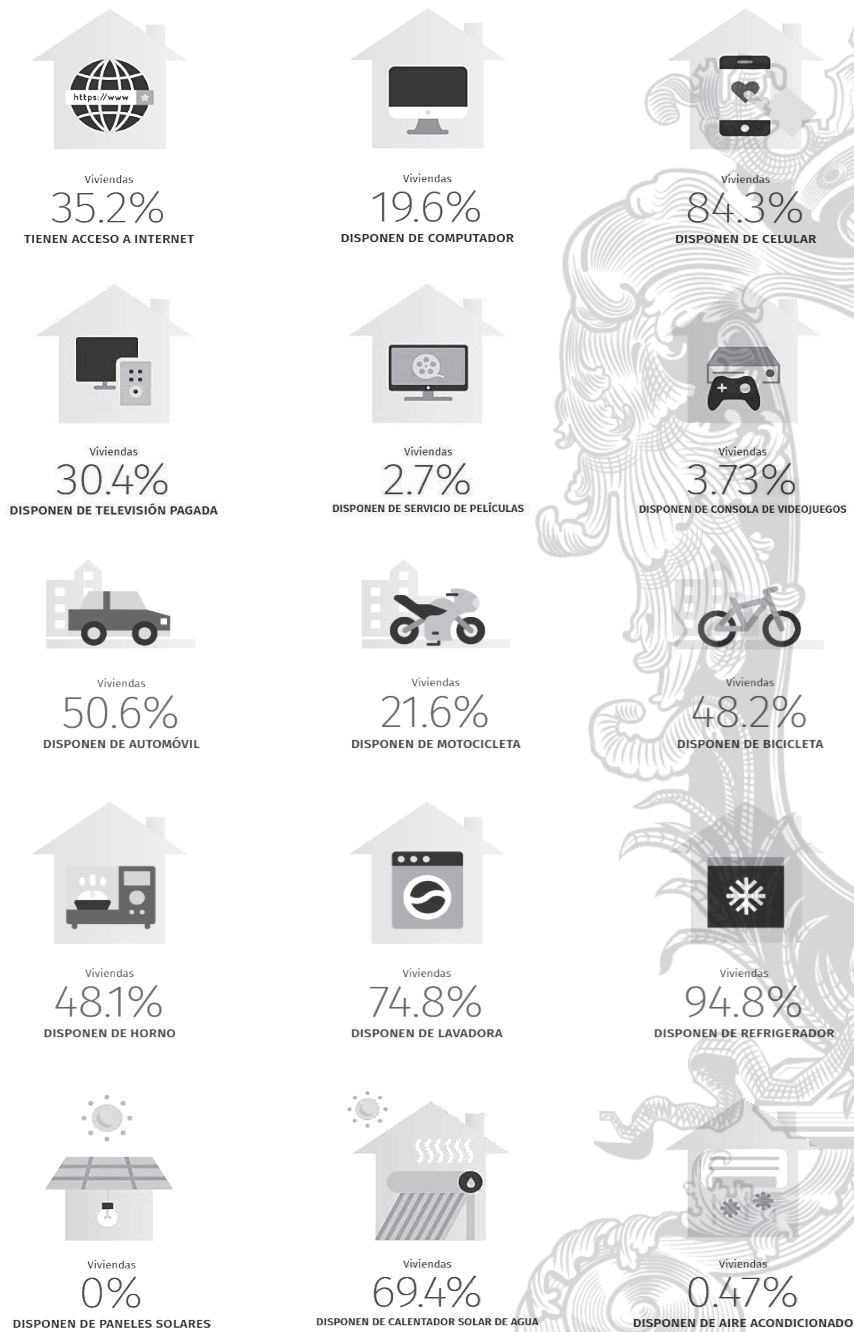 https://www
Viviendas
35.2%
TIENEN ACCESO A INTERNET
Viviendas
19.6%
DISPONEN DE COMPUTADOR
Viviendas
84.3%
DISPONEN DE CELULAR
Viviendas
30.4%
DISPONEN DE TELEVISIÓN PAGADA
Viviendas
2.7%
DISPONEN DE SERVICIO DE PELÍCULAS
Viviendas
3.73%
DISPONEN DE CONSOLA DE VIDEOJUEGOS
Viviendas
50.6%
DISPONEN DE AUTOMÓVIL
Viviendas
21.6%
DISPONEN DE MOTOCICLETA
Viviendas
48.2%
DISPONEN DE BICICLETA
Viviendas
48.1%
DISPONEN DE HORNO
Viviendas
74.8%
DISPONEN DE LAVADORA
Viviendas
94.8%
DISPONEN DE REFRIGERADOR
Viviendas
0%
DISPONEN DE PANELES SOLARES
Viviendas
69.4%
DISPONEN DE CALENTADOR SOLAR DE AGUA
Viviendas
0.47%
DISPONEN DE AIRE ACONDICIONADO